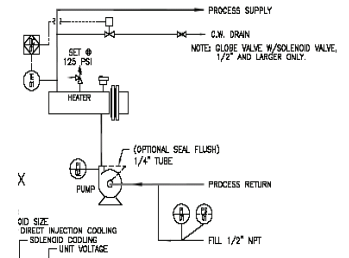 PROCESS SUPPLY
C.W. DRAIN
NOTE: GLOBE VALVE W/SOLENOID VALVE,
1/2" AND LARGER ONLY.
SET @
125 PSI
HEATER
(OPTIONAL SEAL FLUSH)
1/4" TUBE
PUMP
PROCESS RETURN
X
OID SIZE
DIRECT INJECTION COOLING
SOLENOID COOLING
UNIT VOLTAGE
FILL 1/2" NPT